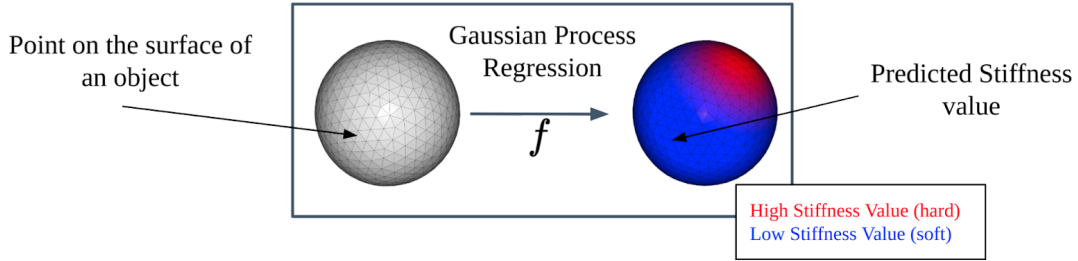 Point on the surface of
an object
Gaussian Process
Regression
f
Predicted Stiffness
value
High Stiffness Value (hard)
Low Stiffness Value (soft)